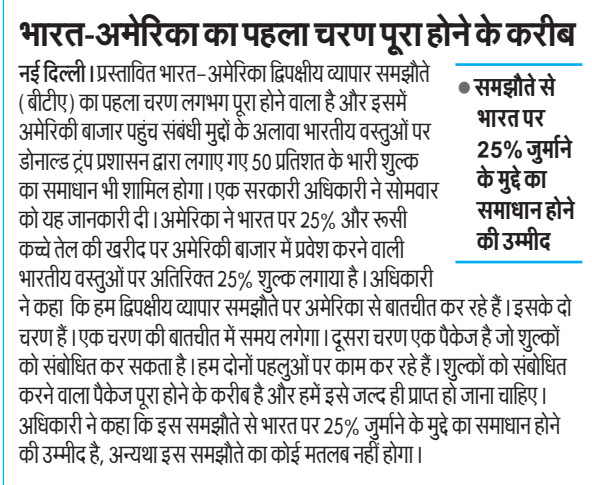 भारत-अमेरिका का पहला चरण पूरा होने के करीब
नई दिल्ली। प्रस्तावित भारत-अमेरिका द्विपक्षीय व्यापार समझौते
(बीटीए) का पहला चरण लगभग पूरा होने वाला है और इसमें
अमेरिकी बाजार पहुंच संबंधी मुद्दों के अलावा भारतीय वस्तुओं पर
डोनाल्ड ट्रंप प्रशासन द्वारा लगाए गए 50 प्रतिशत के भारी शुल्क
का समाधान भी शामिल होगा। एक सरकारी अधिकारी ने सोमवार
को यह जानकारी दी। अमेरिका ने भारत पर 25% और रूसी
कच्चे तेल की खरीद पर अमेरिकी बाजार में प्रवेश करने वाली
भारतीय वस्तुओं पर अतिरिक्त 25% शुल्क लगाया है। अधिकारी
ने कहा कि हम द्विपक्षीय व्यापार समझौते पर अमेरिका से बातचीत कर रहे हैं। इसके दो
चरण हैं। एक चरण की बातचीत में समय लगेगा। दूसरा चरण एक पैकेज है जो शुल्कों
को संबोधित कर सकता है। हम दोनों पहलुओं पर काम कर रहे हैं। शुल्कों को संबोधित
करने वाला पैकेज पूरा होने के करीब है और हमें इसे जल्द ही प्राप्त हो जाना चाहिए।
अधिकारी ने कहा कि इस समझौते से भारत पर 25% जुर्माने के मुद्दे का समाधान होने
की उम्मीद है, अन्यथा इस समझौते का कोई मतलब नहीं होगा।
● समझौते से
भारत पर
25% जुर्माने
के मुद्दे का
समाधान होने
की उम्मीद